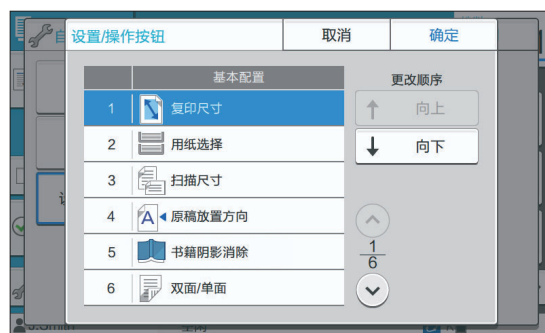 设置/操作按钮
取消
确定
基本配置
更改顺序
1 复印尺寸
2 用纸选择
3 扫描尺寸
4 原稿放置方向
5 书籍阴影消除
6 双面/单面
↑ 向上
↓ 向下
1
6
自
J.Smith